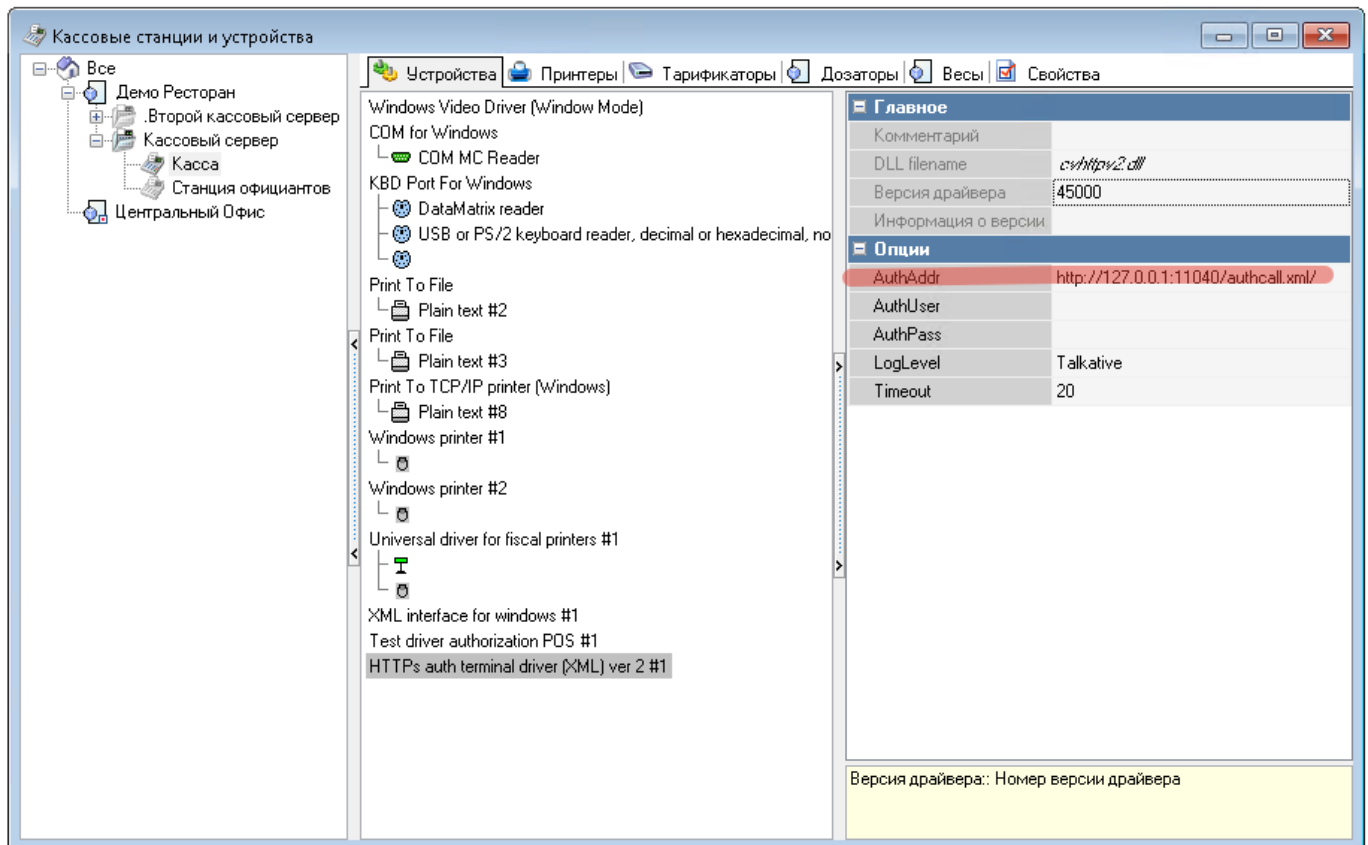 Кассовые станции и устройства
Все
Демо Ресторан
.Второй кассовый сервер
Кассовый сервер
Касса
Станция официантов
Центральный Офис
Устройства Принтеры Тарификаторы Дозаторы Весы Свойства
Windows Video Driver (Window Mode)
COM for Windows
COM MC Reader
KBD Port For Windows
DataMatrix reader
USB or PS/2 keyboard reader, decimal or hexadecimal, no
Print To File
Plain text #2
Print To File
Plain text #3
Print To TCP/IP printer (Windows)
Plain text #8
Windows printer #1
Windows printer #2
Universal driver for fiscal printers #1
XML interface for windows #1
Test driver authorization POS #1
HTTPs auth terminal driver (XML) ver 2 #1
Главное
Комментарий
DLL filename cvhttpv2.dll
Версия драйвера 45000
Информация о версии
Опции
AuthAddr http://127.0.0.1:11040/authcall.xml/
AuthUser
AuthPass
LogLevel Talkative
Timeout 20
Версия драйвера:: Номер версии драйвера